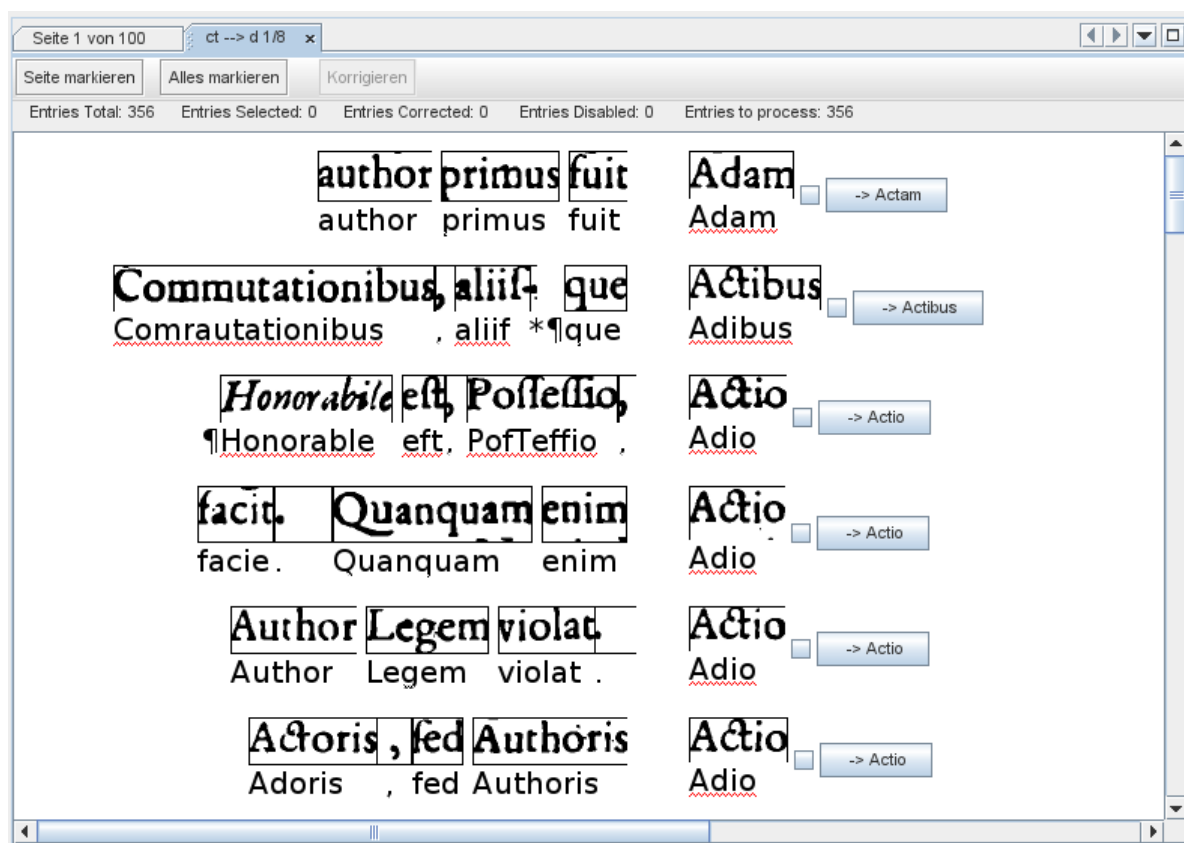 Seite 1 von 100 ct --> d 1/8 x
Seite markieren Alles markieren Korrigieren
Entries Total: 356 Entries Selected: 0 Entries Corrected: 0 Entries Disabled: 0 Entries to process: 356
author primus fuit Adam
-> Actam
author primus fuit Adam
Commutationibus, aliiſ- que Actibus
-> Actibus
Comrautationibus , aliif *¶que Adibus
Honorabile eſt, Poſſeſſio, Actio
-> Actio
¶Honorable eft, PofTeffio , Adio
facit. Quanquam enim Actio
-> Actio
facie. Quanquam enim Adio
Author Legem violat. Actio
-> Actio
Author Legem violat . Adio
Actoris , ſed Authoris Actio
-> Actio
Adoris , fed Authoris Adio